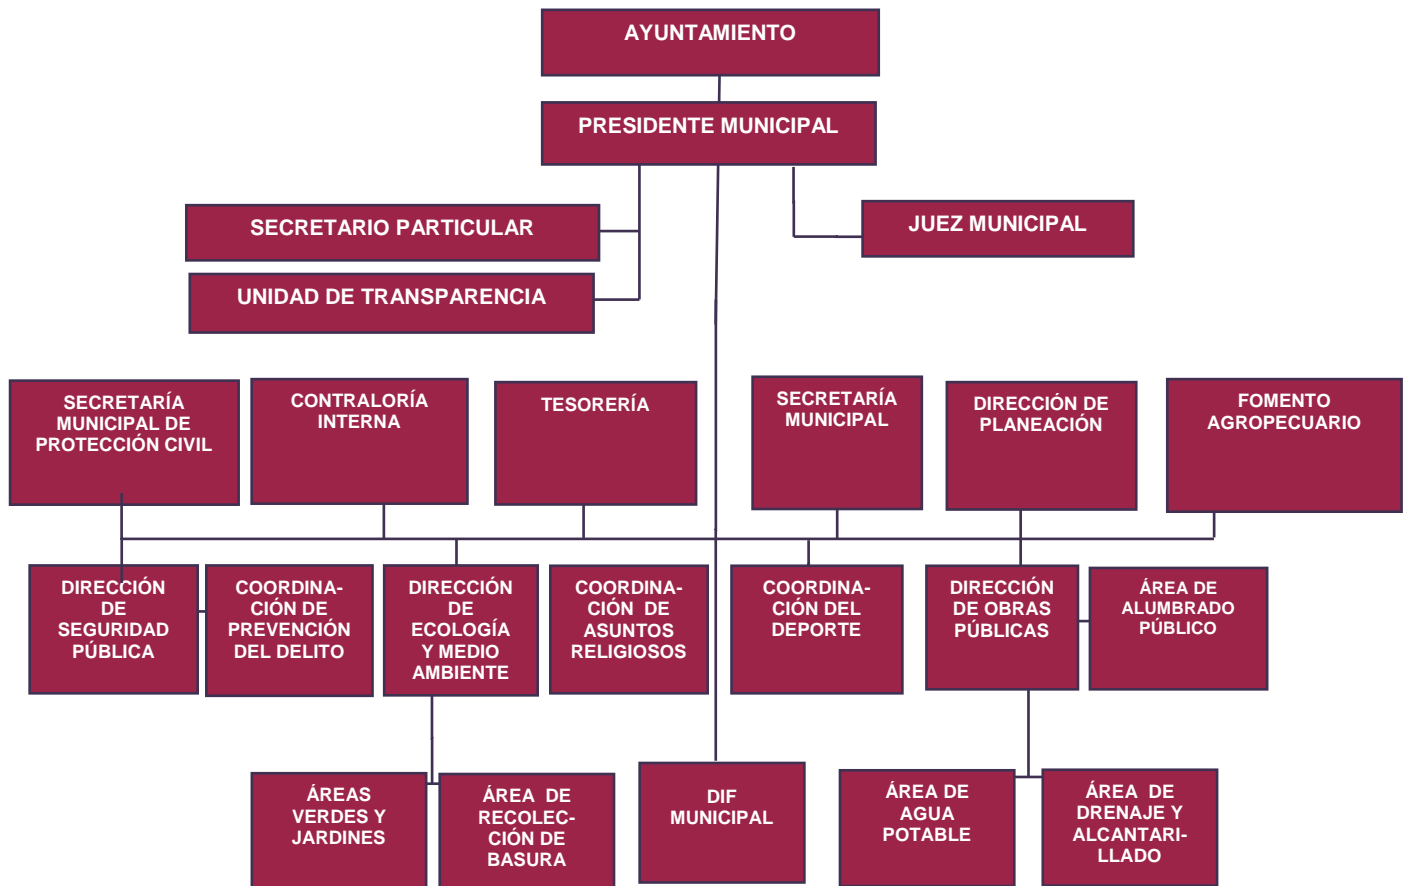 AYUNTAMIENTO
PRESIDENTE MUNICIPAL
SECRETARIO PARTICULAR
JUEZ MUNICIPAL
UNIDAD DE TRANSPARENCIA
SECRETARÍA
MUNICIPAL DE
PROTECCIÓN CIVIL
CONTRALORÍA
INTERNA
TESORERÍA
SECRETARÍA
MUNICIPAL
DIRECCIÓN DE
PLANEACIÓN
FOMENTO
AGROPECUARIO
DIRECCIÓN
DE
SEGURIDAD
PÚBLICA
COORDINA-
CIÓN DE
PREVENCIÓN
DEL DELITO
DIRECCIÓN
DE
ECOLOGÍA
Y MEDIO
AMBIENTE
COORDINA-
CIÓN DE
ASUNTOS
RELIGIOSOS
COORDINA-
CIÓN DEL
DEPORTE
DIRECCIÓN
DE OBRAS
PÚBLICAS
ÁREA DE
ALUMBRADO
PÚBLICO
ÁREAS
VERDES Y
JARDINES
ÁREA DE
RECOLEC-
CIÓN DE
BASURA
DIF
MUNICIPAL
ÁREA DE
AGUA
POTABLE
ÁREA DE
DRENAJE Y
ALCANTARI-
LLADO